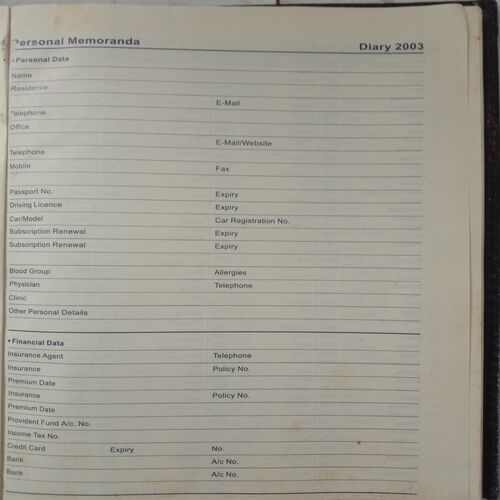 Personal Memoranda Diary 2003
• Personal Data
Name
Residence
E-Mail
Telephone
Office
E-Mail/Website
Telephone
Mobile
Fax
Passport No. Expiry
Driving Licence Expiry
Car/Model Car Registration No.
Subscription Renewal Expiry
Subscription Renewal Expiry
Blood Group Allergies
Physician Telephone
Clinic
Other Personal Details
• Financial Data
Insurance Agent Telephone
Insurance Policy No.
Premium Date
Insurance Policy No.
Premium Date
Provident Fund A/c. No.
Income Tax No.
Credit Card Expiry No.
Bank A/c No.
Bank A/c No.